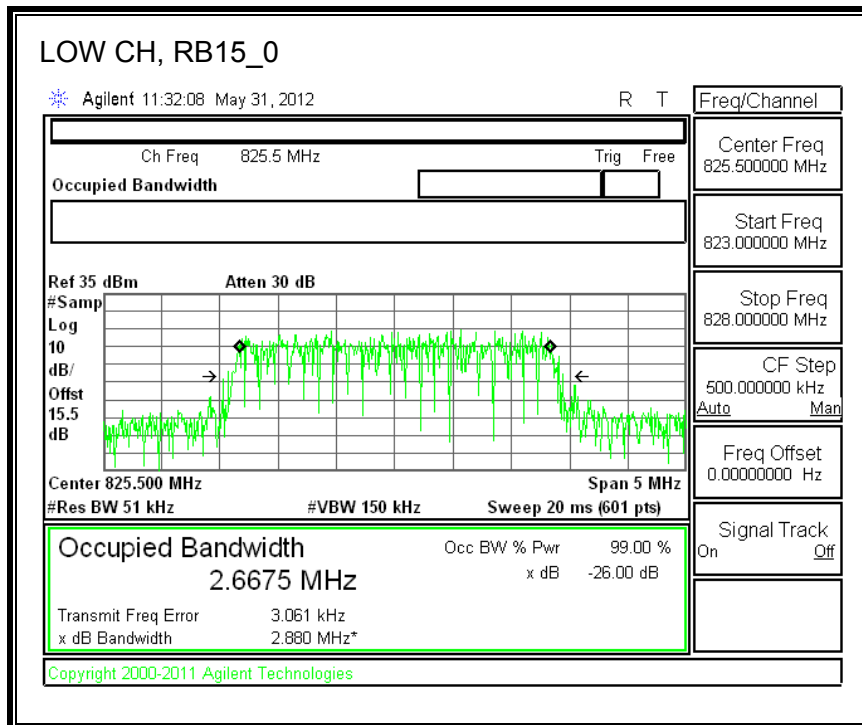 LOW CH, RB15_0
Agilent 11:32:08 May 31, 2012 R T
Freq/Channel
Ch Freq 825.5 MHz Trig Free
Occupied Bandwidth
Center Freq
825.500000 MHz
Start Freq
823.000000 MHz
Stop Freq
828.000000 MHz
CF Step
500.000000 kHz
Auto Man
Freq Offset
0.00000000 Hz
Signal Track
On Off
Ref 35 dBm Atten 30 dB
#Samp
Log
10
dB/
Offst
15.5
dB
Center 825.500 MHz Span 5 MHz
#Res BW 51 kHz #VBW 150 kHz Sweep 20 ms (601 pts)
Occupied Bandwidth Occ BW % Pwr 99.00 %
2.6675 MHz x dB -26.00 dB
Transmit Freq Error 3.061 kHz
x dB Bandwidth 2.880 MHz*
Copyright 2000-2011 Agilent Technologies